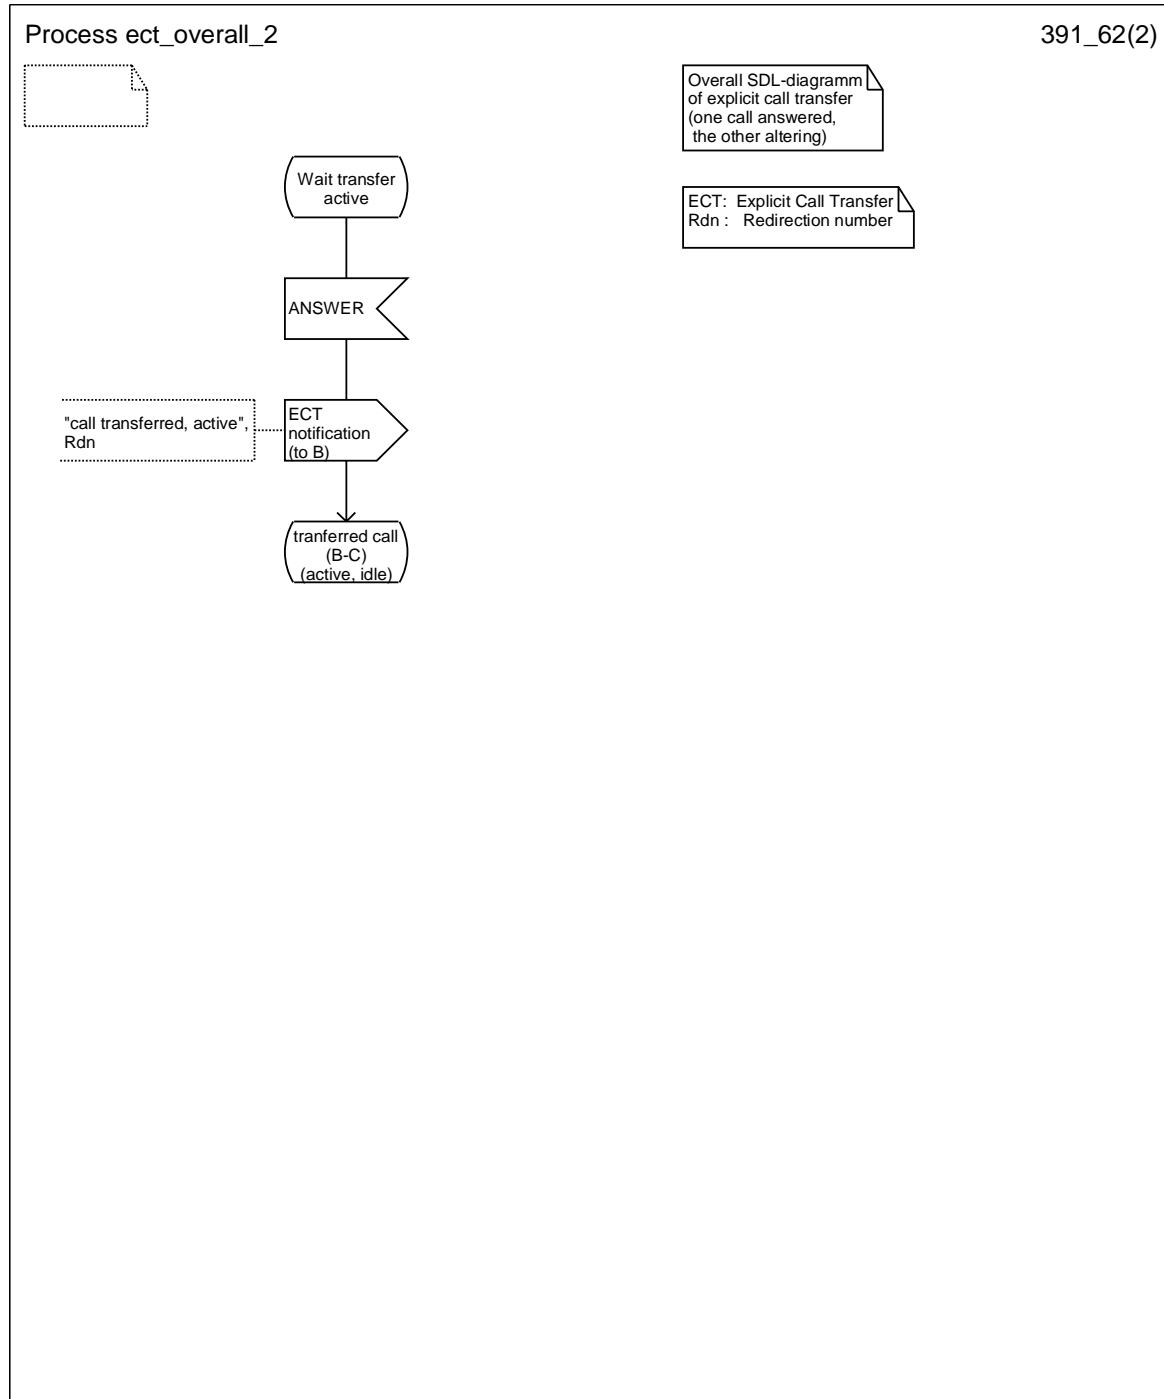 Process ect_overall_2
391_62(2)
Overall SDL-diagramm
of explicit call transfer
(one call answered,
the other altering)
Wait transfer
active
ECT: Explicit Call Transfer
Rdn : Redirection number
ANSWER
"call transferred, active",
Rdn
ECT
notification
(to B)
tranferred call
(B-C)
(active, idle)